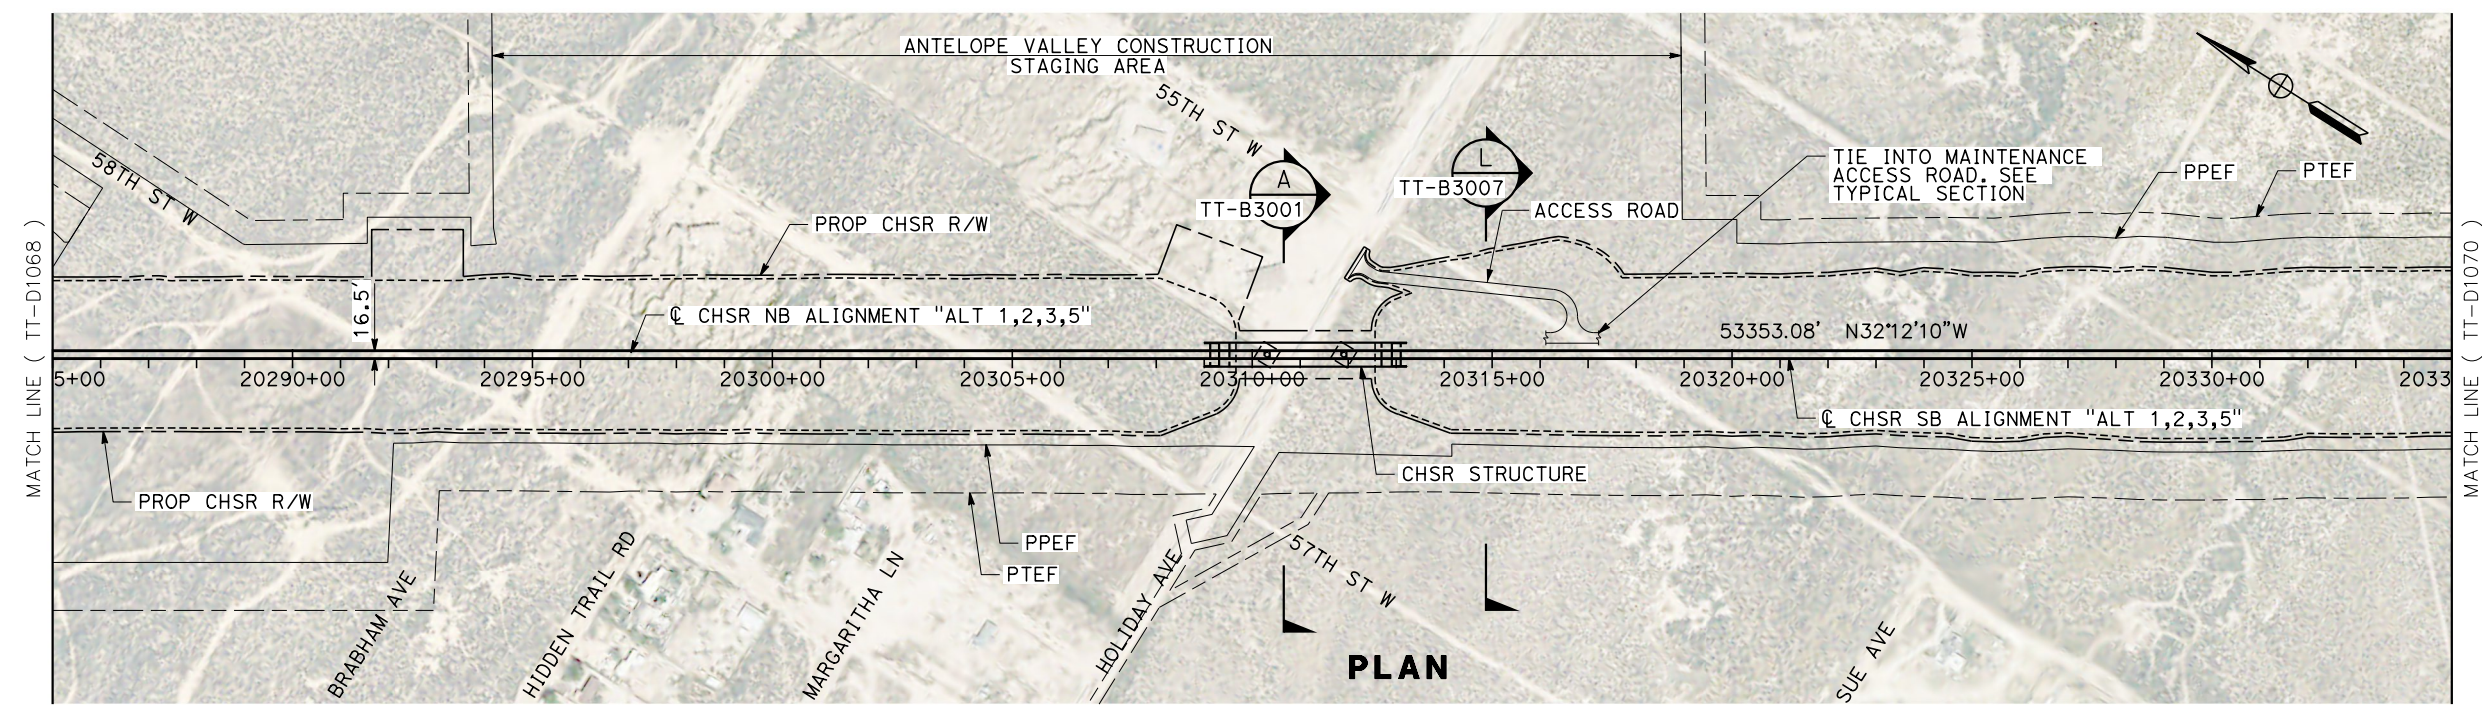 ANTELOPE VALLEY CONSTRUCTION
STAGING AREA
55TH ST W
58TH ST W
A
TT-B3001
L
TT-B3007
TIE INTO MAINTENANCE
ACCESS ROAD. SEE
TYPICAL SECTION
PPEF
PTEF
ACCESS ROAD
PROP CHSR R/W
MATCH LINE ( TT-D1068 )
MATCH LINE ( TT-D1070 )
16.5'
℄ CHSR NB ALIGNMENT "ALT 1,2,3,5"
53353.08' N32°12'10"W
5+00
20290+00
20295+00
20300+00
20305+00
20315+00
20320+00
20325+00
20330+00
2033
℄ CHSR SB ALIGNMENT "ALT 1,2,3,5"
CHSR STRUCTURE
PROP CHSR R/W
PPEF
PTEF
57TH ST W
BRABHAM AVE
HIDDEN TRAIL RD
MARGARITHA LN
HOLIDAY AVE
SUE AVE
PLAN